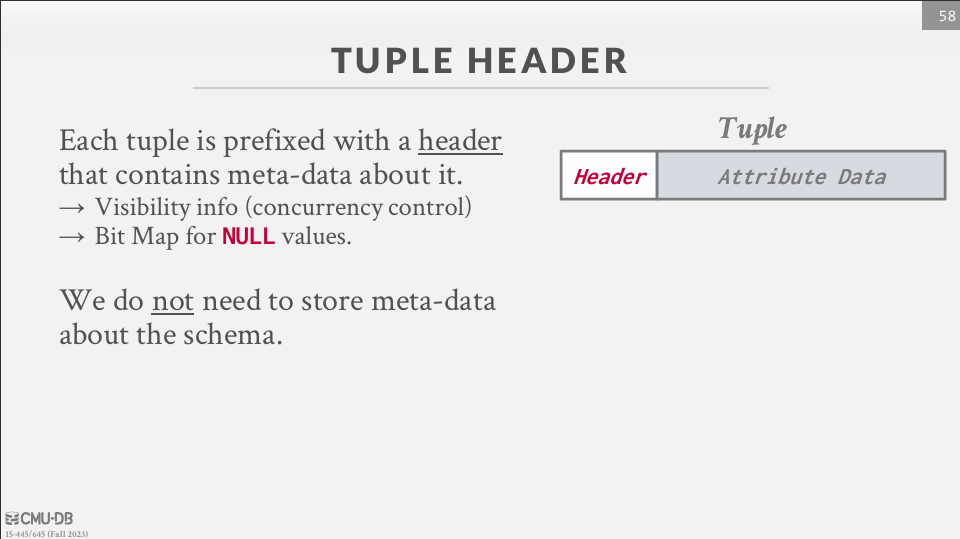 58
TUPLE HEADER
Each tuple is prefixed with a header
that contains meta-data about it.
→ Visibility info (concurrency control)
→ Bit Map for NULL values.
We do not need to store meta-data
about the schema.
Tuple
Header Attribute Data
CMU·DB
15-445/645 (Fall 2023)